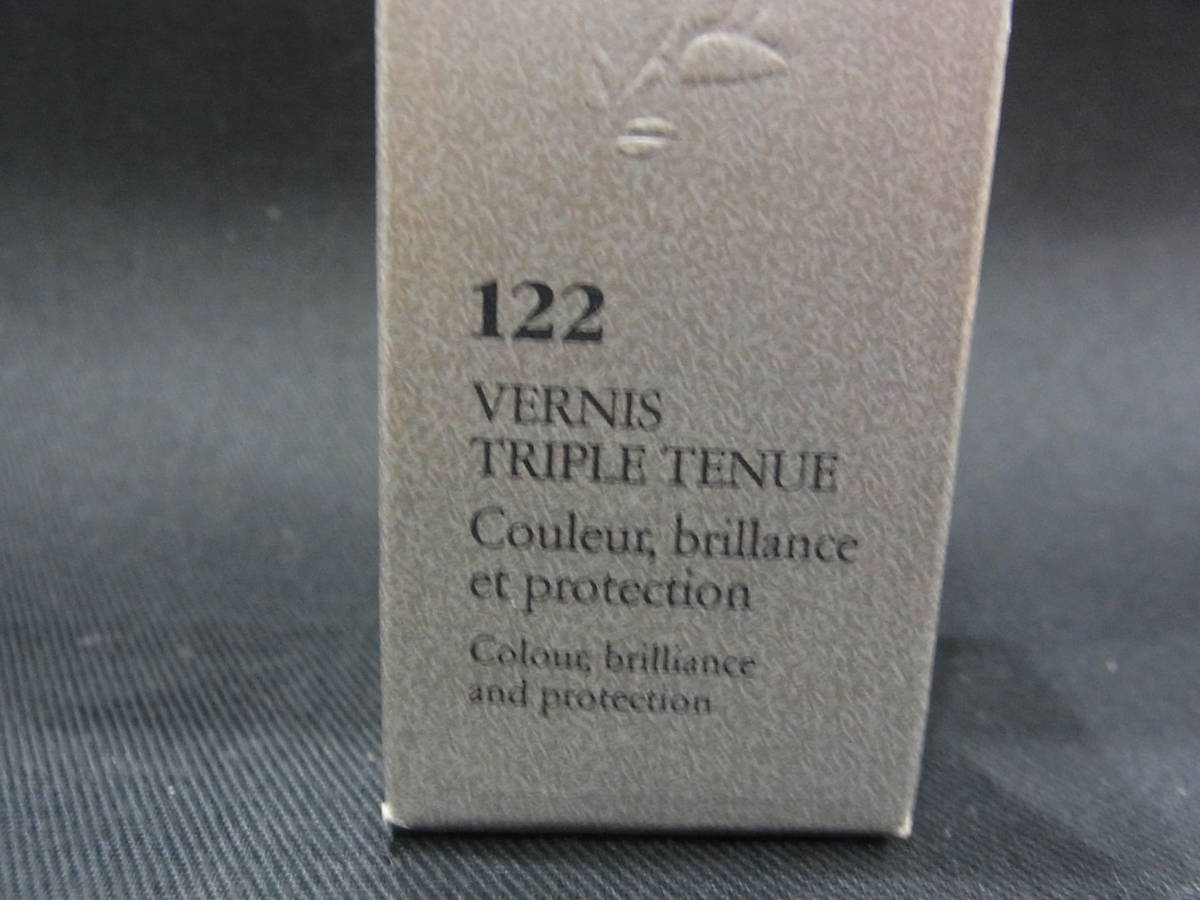 122
VERNIS
TRIPLE TENUE
Couleur, brillance
et protection
Colour, brilliance
and protection